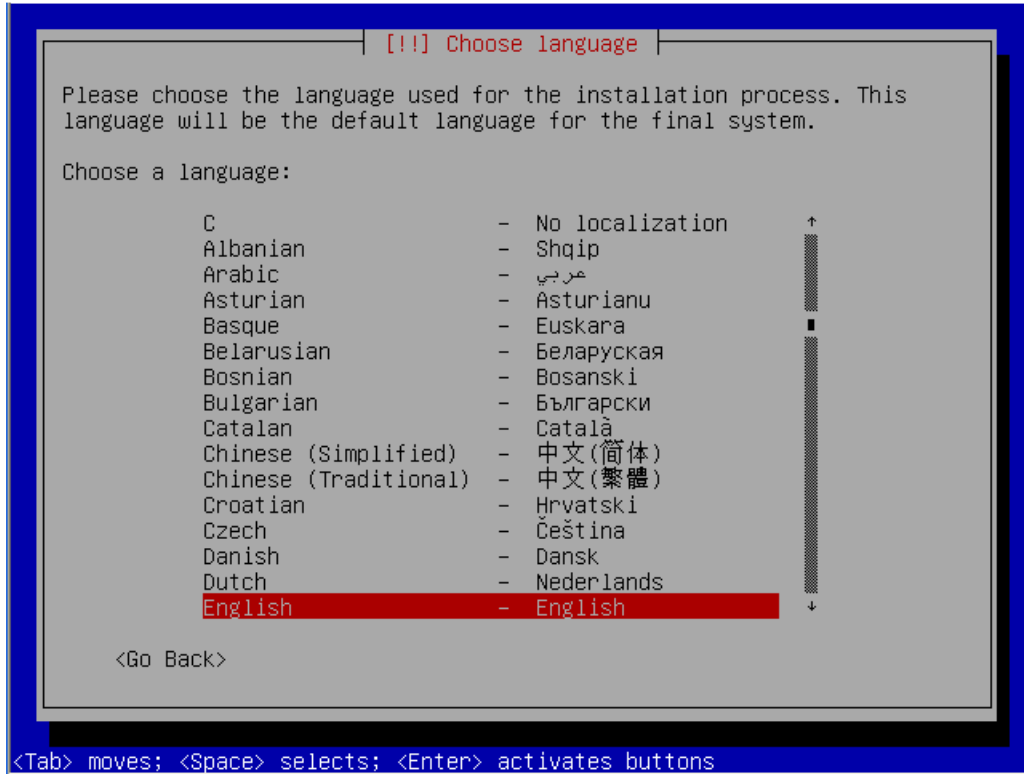 [!!] Choose language
Please choose the language used for the installation process. This
language will be the default language for the final system.
Choose a language:
C - No localization
Albanian - Shqip
Arabic - عربي
Asturian - Asturianu
Basque - Euskara
Belarusian - Беларуская
Bosnian - Bosanski
Bulgarian - Български
Catalan - Català
Chinese (Simplified) - 中文(简体)
Chinese (Traditional) - 中文(繁體)
Croatian - Hrvatski
Czech - Čeština
Danish - Dansk
Dutch - Nederlands
English - English
<Go Back>
<Tab> moves; <Space> selects; <Enter> activates buttons